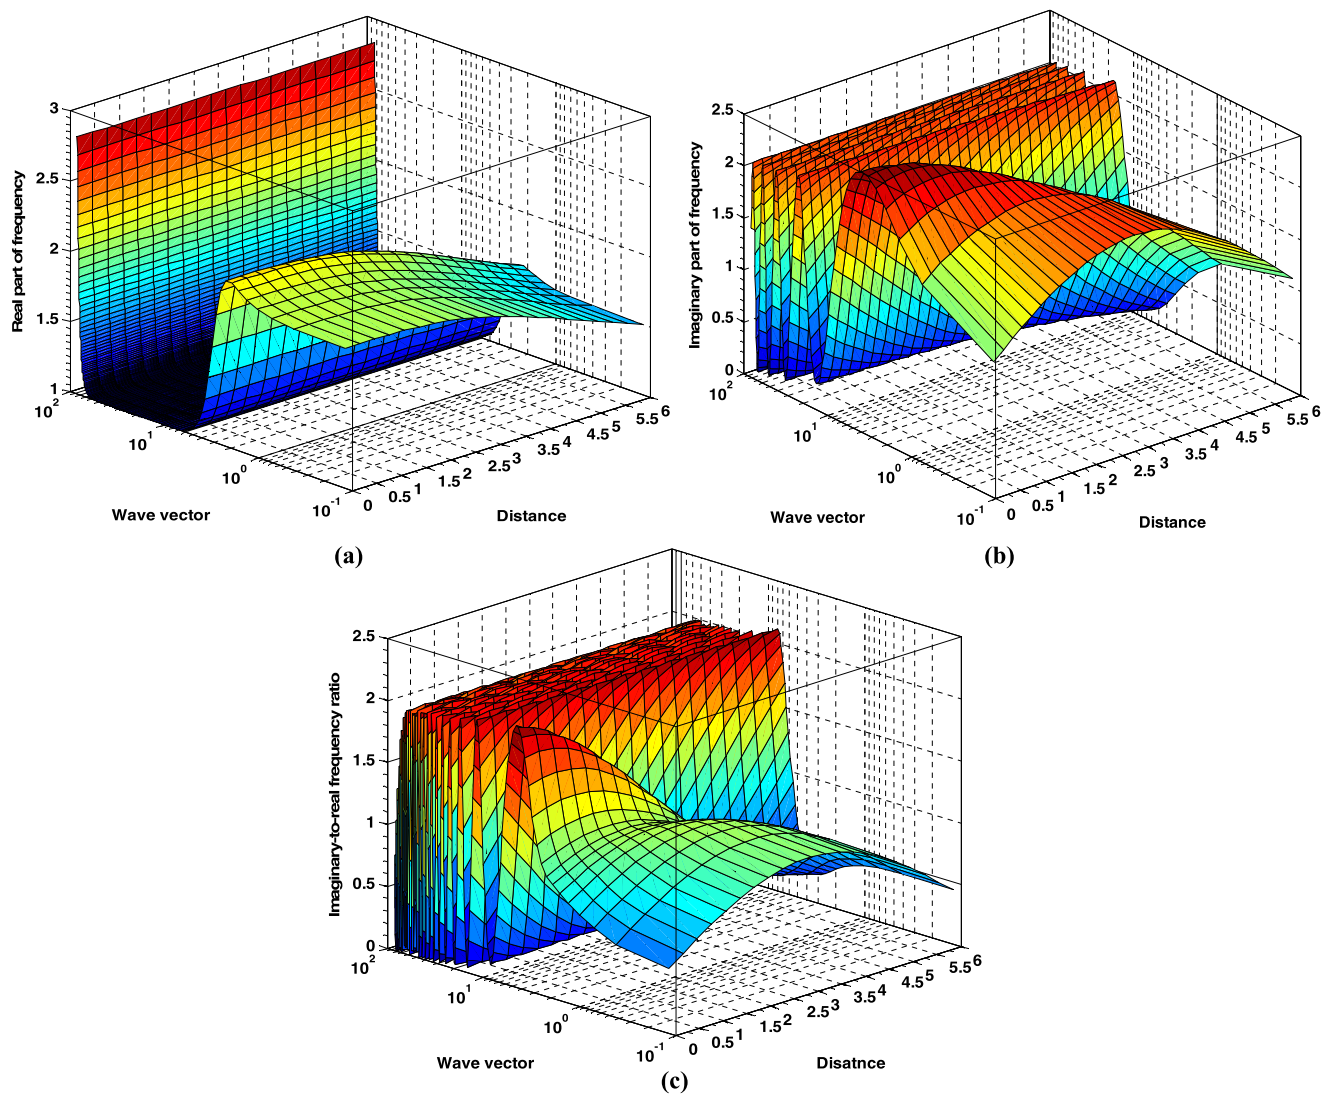 Real part of frequency
3
2.5
2
1.5
1
10^2
10^1
10^0
10^-1
0 0.5 1 1.5 2 2.5 3 3.5 4 4.5 5 5.5 6
Wave vector
Distance
(a)
Imaginary part of frequency
2.5
2
1.5
1
0.5
0
10^2
10^1
10^0
10^-1
0 0.5 1 1.5 2 2.5 3 3.5 4 4.5 5 5.5 6
Wave vector
Distance
(b)
Imaginary-to-real frequency ratio
2.5
2
1.5
1
0.5
0
10^2
10^1
10^0
10^-1
0 0.5 1 1.5 2 2.5 3 3.5 4 4.5 5 5.5 6
Wave vector
Disatnce
(c)